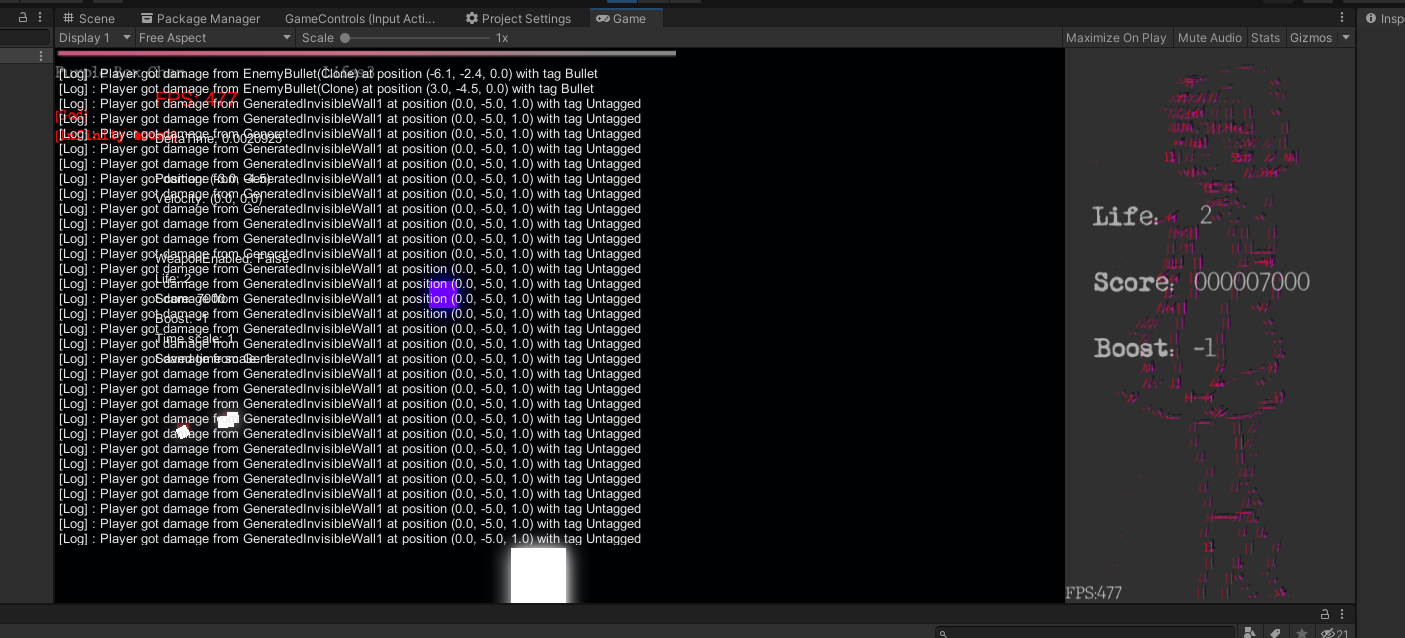 Scene Package Manager GameControls (Input Acti... Project Settings Game Insp
Display 1 Free Aspect Scale 1x Maximize On Play Mute Audio Stats Gizmos
Purple Box Chan Lifes3
[Log] : Player got damage from EnemyBullet(Clone) at position (-6.1, -2.4, 0.0) with tag Bullet
[Log] : Player got damage from EnemyBullet(Clone) at position (3.0, -4.5, 0.0) with tag Bullet
FPS: 477
[Log] : Player got damage from GeneratedInvisibleWall1 at position (0.0, -5.0, 1.0) with tag Untagged
[Log] : Player got damage from GeneratedInvisibleWall1 at position (0.0, -5.0, 1.0) with tag Untagged
[Log] : Player got damage from GeneratedInvisibleWall1 at position (0.0, -5.0, 1.0) with tag Untagged
DeltaTime: 0.0020925
[Log] : Player got damage from GeneratedInvisibleWall1 at position (0.0, -5.0, 1.0) with tag Untagged
[Log] : Player got damage from GeneratedInvisibleWall1 at position (0.0, -5.0, 1.0) with tag Untagged
[Log] : Player got damage from GeneratedInvisibleWall1 at position (0.0, -5.0, 1.0) with tag Untagged
Position: (-3.0, -4.5)
[Log] : Player got damage from GeneratedInvisibleWall1 at position (0.0, -5.0, 1.0) with tag Untagged
Velocity: (0.0, 0.0)
[Log] : Player got damage from GeneratedInvisibleWall1 at position (0.0, -5.0, 1.0) with tag Untagged
[Log] : Player got damage from GeneratedInvisibleWall1 at position (0.0, -5.0, 1.0) with tag Untagged
[Log] : Player got damage from GeneratedInvisibleWall1 at position (0.0, -5.0, 1.0) with tag Untagged
[Log] : Player got damage from GeneratedInvisibleWall1 at position (0.0, -5.0, 1.0) with tag Untagged
WeaponEnabled: False
[Log] : Player got damage from GeneratedInvisibleWall1 at position (0.0, -5.0, 1.0) with tag Untagged
Life: 2
[Log] : Player got damage from GeneratedInvisibleWall1 at position (0.0, -5.0, 1.0) with tag Untagged
[Log] : Player got damage from GeneratedInvisibleWall1 at position (0.0, -5.0, 1.0) with tag Untagged
Score: 7000
[Log] : Player got damage from GeneratedInvisibleWall1 at position (0.0, -5.0, 1.0) with tag Untagged
Boost: -1
[Log] : Player got damage from GeneratedInvisibleWall1 at position (0.0, -5.0, 1.0) with tag Untagged
Time scale: 1
[Log] : Player got damage from GeneratedInvisibleWall1 at position (0.0, -5.0, 1.0) with tag Untagged
[Log] : Player got damage from GeneratedInvisibleWall1 at position (0.0, -5.0, 1.0) with tag Untagged
Saved time scale: 1
[Log] : Player got damage from GeneratedInvisibleWall1 at position (0.0, -5.0, 1.0) with tag Untagged
[Log] : Player got damage from GeneratedInvisibleWall1 at position (0.0, -5.0, 1.0) with tag Untagged
[Log] : Player got damage from GeneratedInvisibleWall1 at position (0.0, -5.0, 1.0) with tag Untagged
[Log] : Player got damage from GeneratedInvisibleWall1 at position (0.0, -5.0, 1.0) with tag Untagged
[Log] : Player got damage from GeneratedInvisibleWall1 at position (0.0, -5.0, 1.0) with tag Untagged
[Log] : Player got damage from GeneratedInvisibleWall1 at position (0.0, -5.0, 1.0) with tag Untagged
[Log] : Player got damage from GeneratedInvisibleWall1 at position (0.0, -5.0, 1.0) with tag Untagged
[Log] : Player got damage from GeneratedInvisibleWall1 at position (0.0, -5.0, 1.0) with tag Untagged
[Log] : Player got damage from GeneratedInvisibleWall1 at position (0.0, -5.0, 1.0) with tag Untagged
[Log] : Player got damage from GeneratedInvisibleWall1 at position (0.0, -5.0, 1.0) with tag Untagged
[Log] : Player got damage from GeneratedInvisibleWall1 at position (0.0, -5.0, 1.0) with tag Untagged
[Log] : Player got damage from GeneratedInvisibleWall1 at position (0.0, -5.0, 1.0) with tag Untagged
Life: 2
Score: 000007000
Boost: -1
FPS:477
21